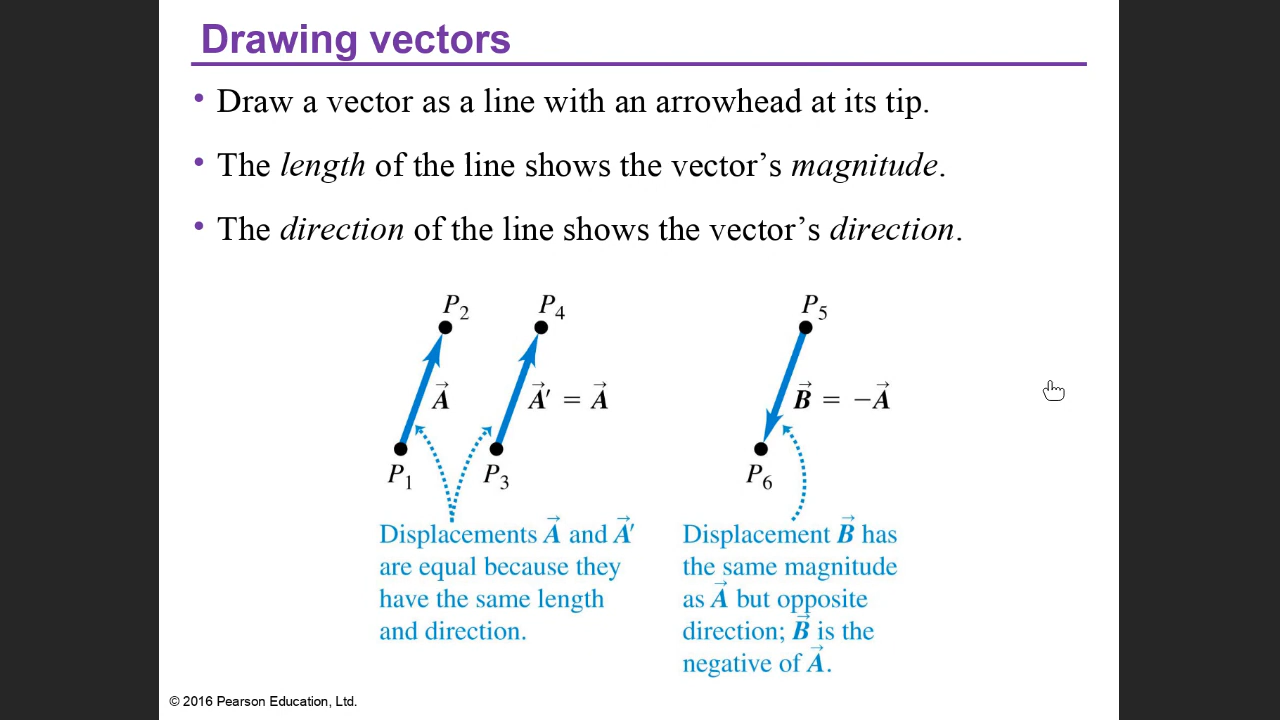 Drawing vectors
• Draw a vector as a line with an arrowhead at its tip.
• The length of the line shows the vector’s magnitude.
• The direction of the line shows the vector’s direction.
P₂ P₄ P₅
A⃗ A⃗′ = A⃗ B⃗ = −A⃗
P₁ P₃ P₆
Displacements A⃗ and A⃗′
are equal because they
have the same length
and direction.
Displacement B⃗ has
the same magnitude
as A⃗ but opposite
direction; B⃗ is the
negative of A⃗.
© 2016 Pearson Education, Ltd.